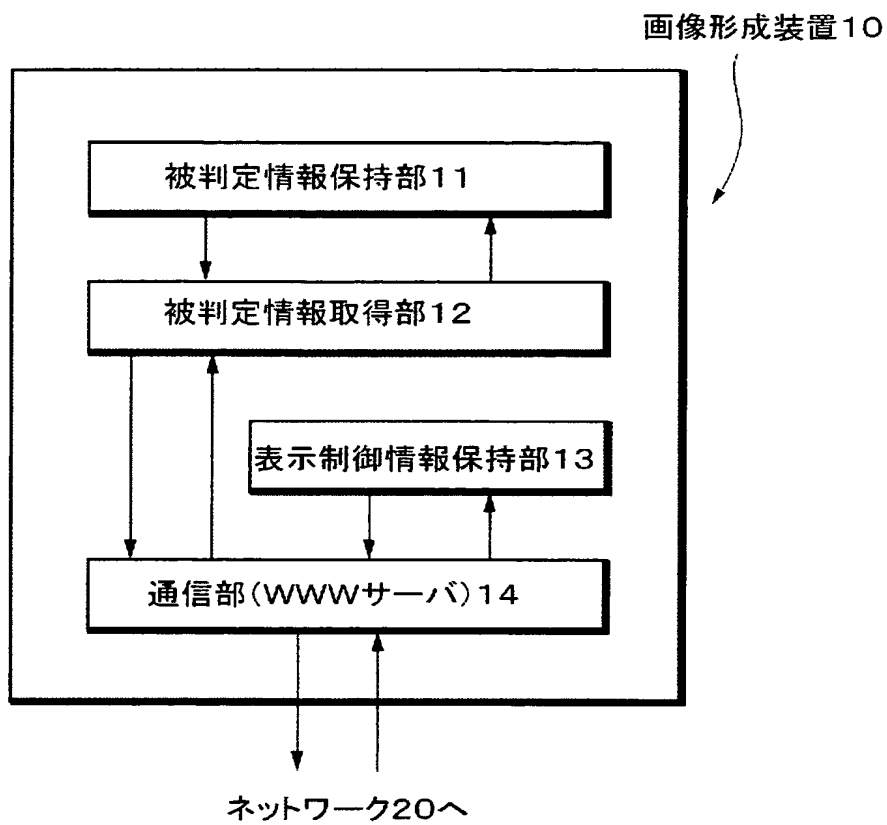 画像形成装置10
被判定情報保持部11
被判定情報取得部12
表示制御情報保持部13
通信部(WWWサーバ)14
ネットワーク20へ